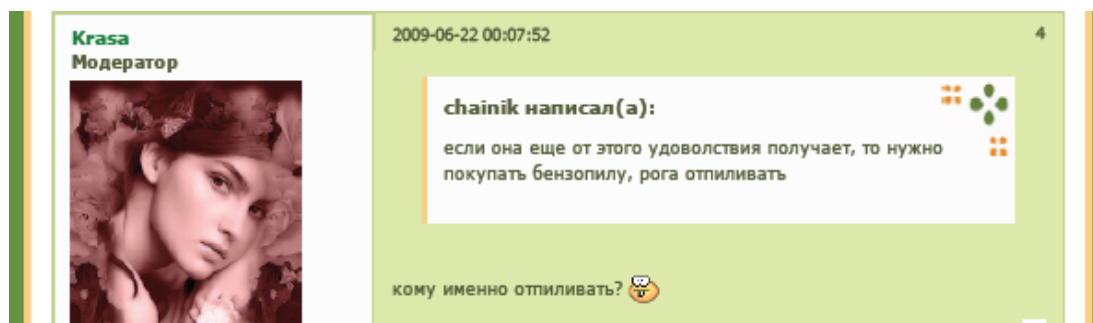 Krasa
Модератор
2009-06-22 00:07:52
4
chainik написал(а):
если она еще от этого удоволствия получает, то нужно
покупать бензопилу, рога отпиливать
кому именно отпиливать?